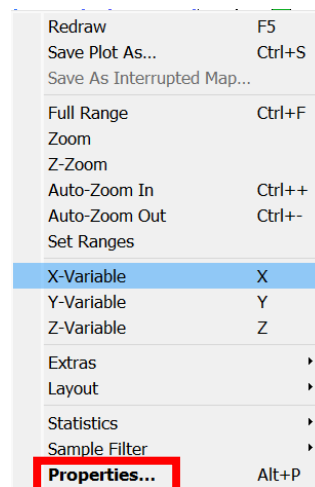 Redraw F5
Save Plot As... Ctrl+S
Save As Interrupted Map...
Full Range Ctrl+F
Zoom
Z-Zoom
Auto-Zoom In Ctrl++
Auto-Zoom Out Ctrl+-
Set Ranges
X-Variable X
Y-Variable Y
Z-Variable Z
Extras
Layout
Statistics
Sample Filter
Properties... Alt+P